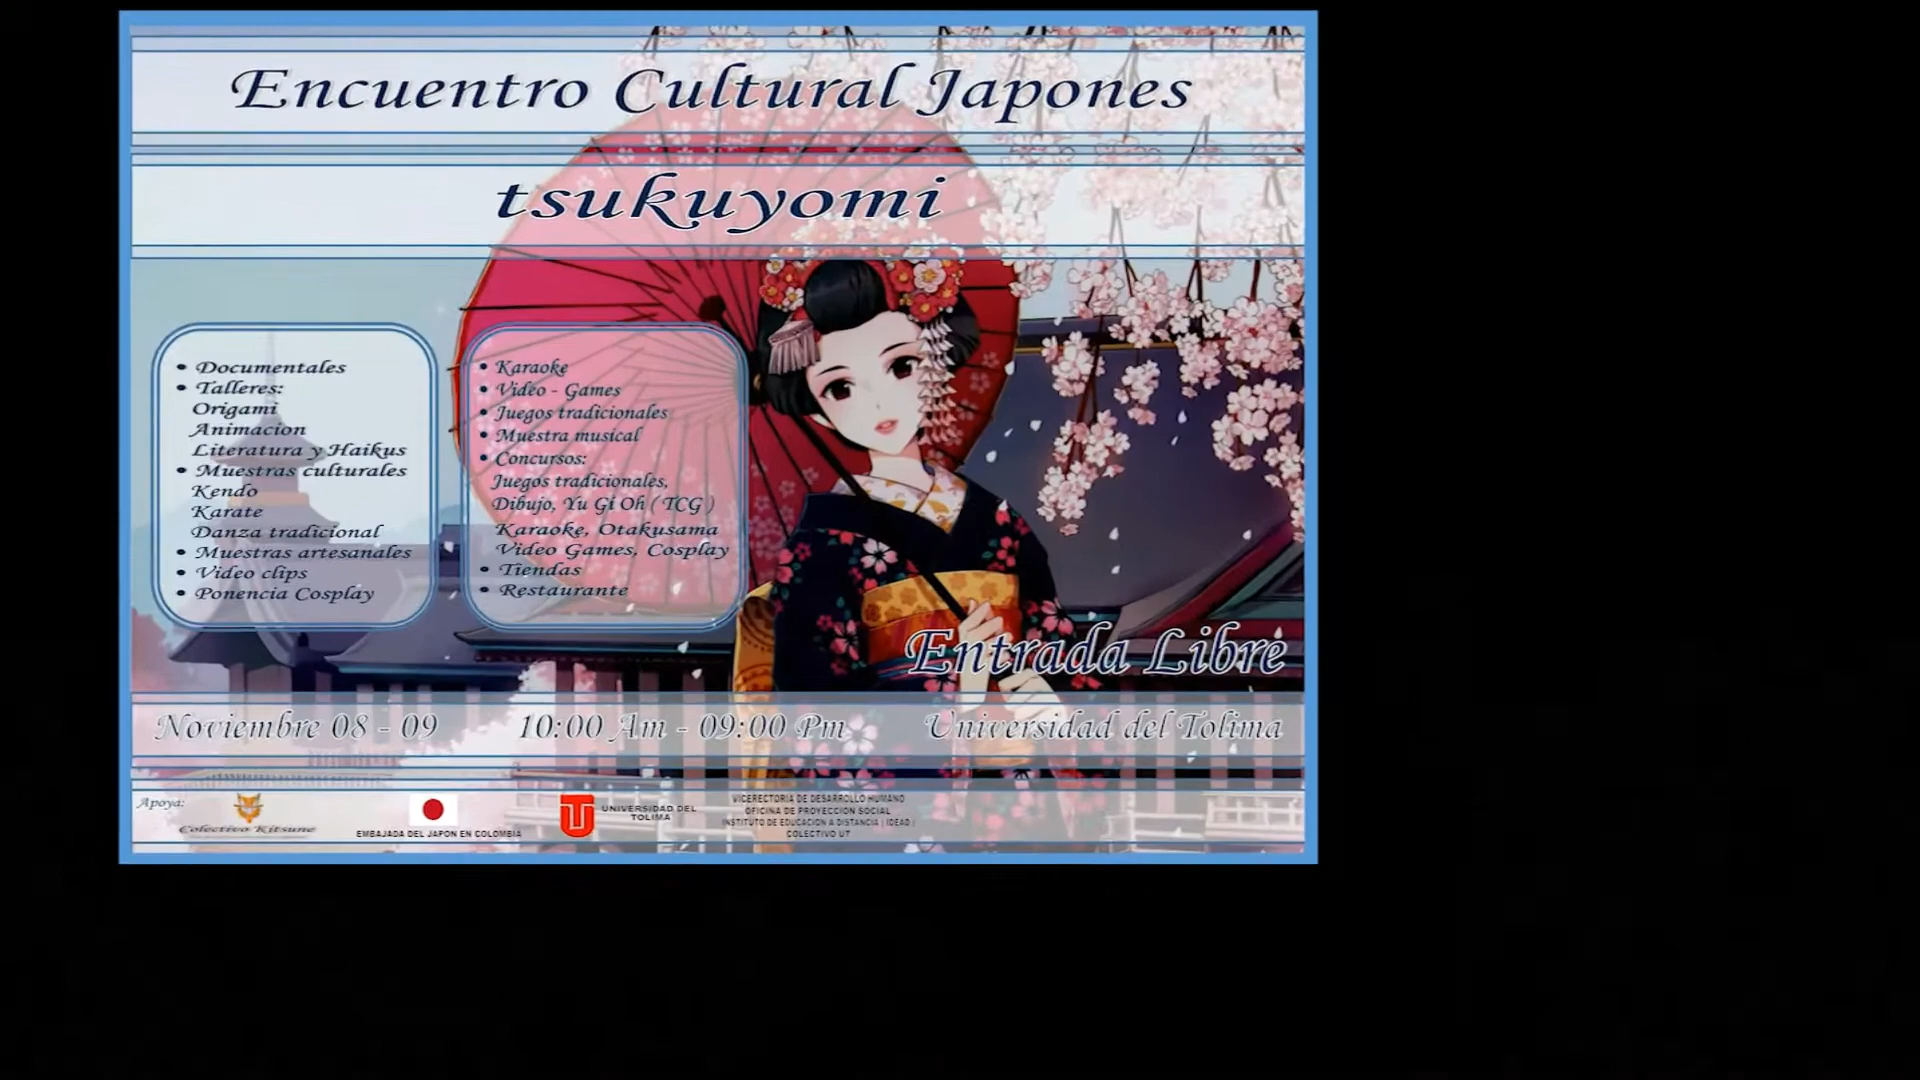 Encuentro Cultural Japones
tsukuyomi
• Documentales
• Talleres:
Origami
Animacion
Literatura y Haikus
• Muestras culturales
Kendo
Karate
Danza tradicional
• Muestras artesanales
• Video clips
• Ponencia Cosplay
• Karaoke
• Video - Games
• Juegos tradicionales
• Muestra musical
• Concursos:
Juegos tradicionales,
Dibujo, Yu Gi Oh ( TCG )
Karaoke, Otakusama
Video Games, Cosplay
• Tiendas
• Restaurante
Entrada Libre
Noviembre 08 - 09 10:00 Am - 09:00 Pm Universidad del Tolima
Apoya:
Colectivo Kitsune
EMBAJADA DEL JAPON EN COLOMBIA
UNIVERSIDAD DEL
TOLIMA
VICERECTORIA DE DESARROLLO HUMANO
OFICINA DE PROYECCION SOCIAL
INSTITUTO DE EDUCACION A DISTANCIA ( IDEAD )
COLECTIVO UT